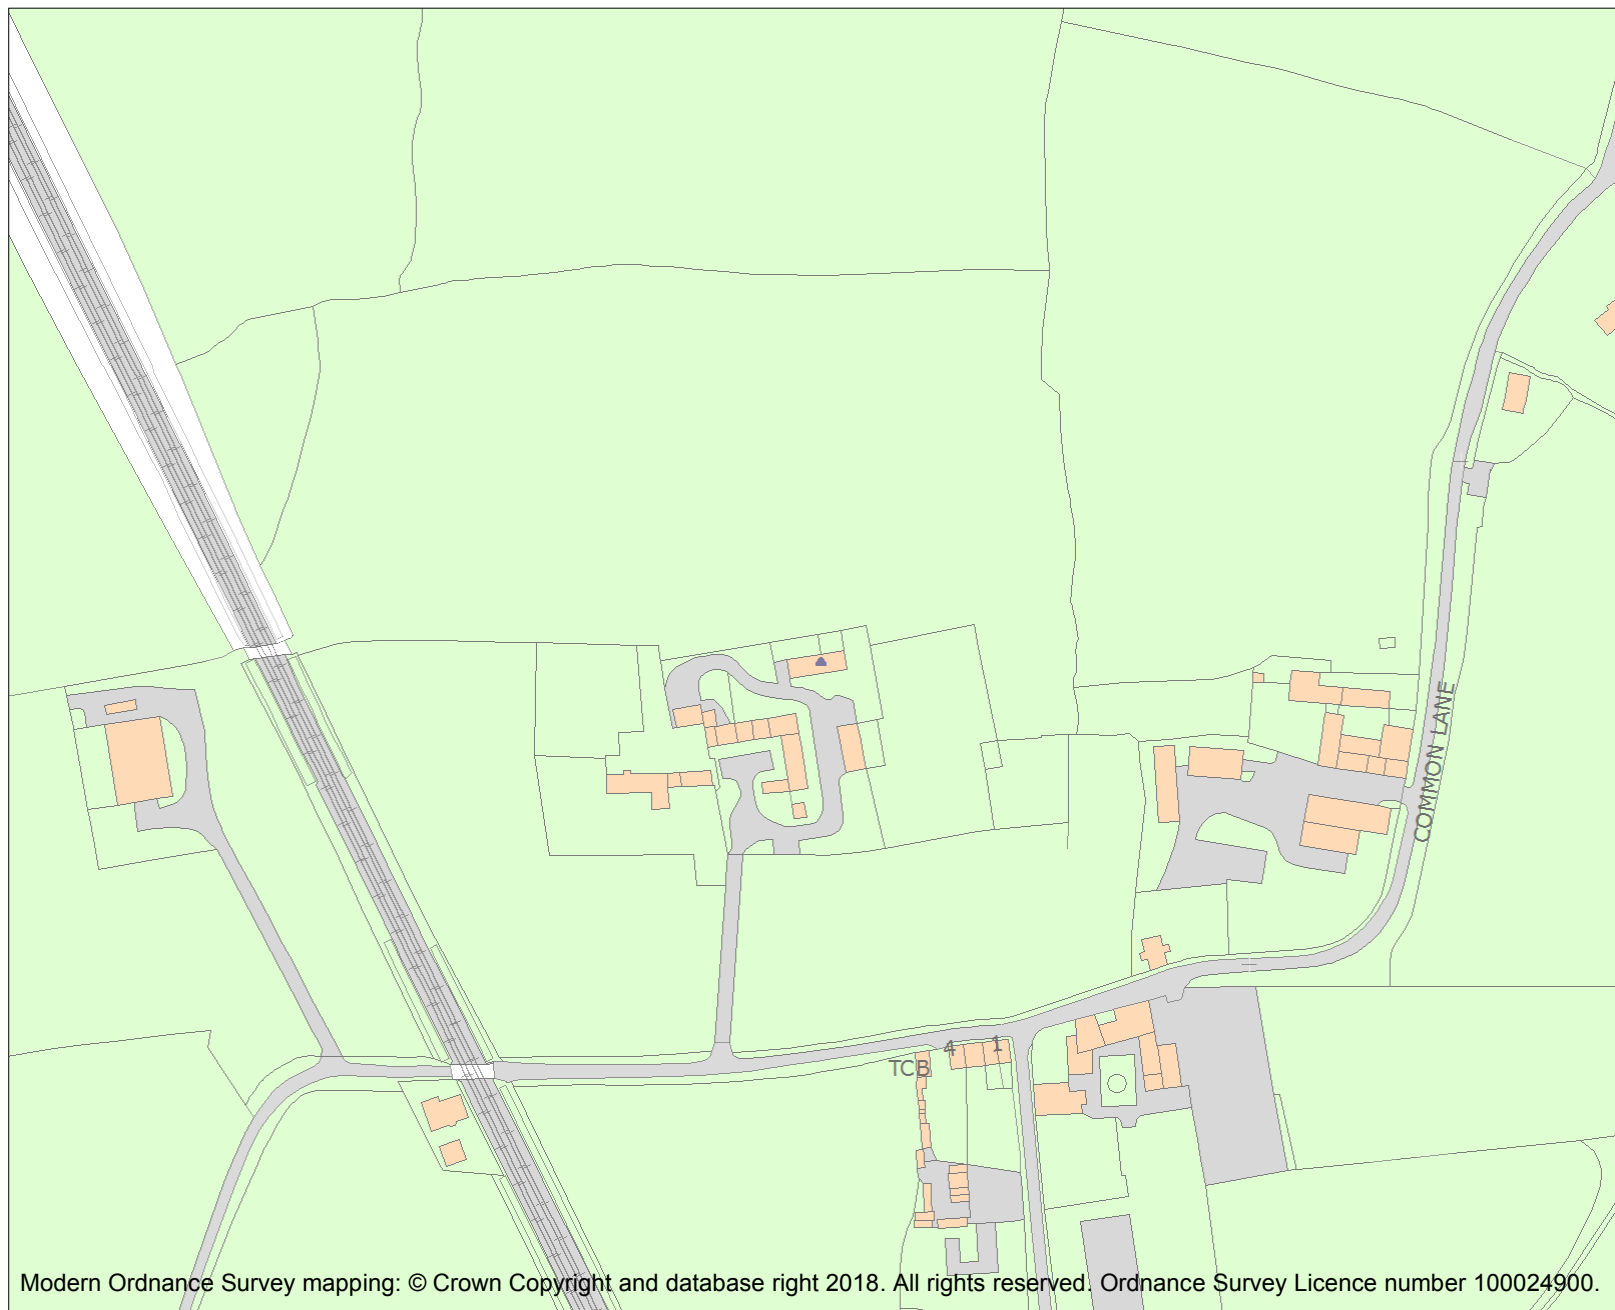 COMMON LANE
4
1
TCB
Modern Ordnance Survey mapping: © Crown Copyright and database right 2018. All rights reserved. Ordnance Survey Licence number 100024900.